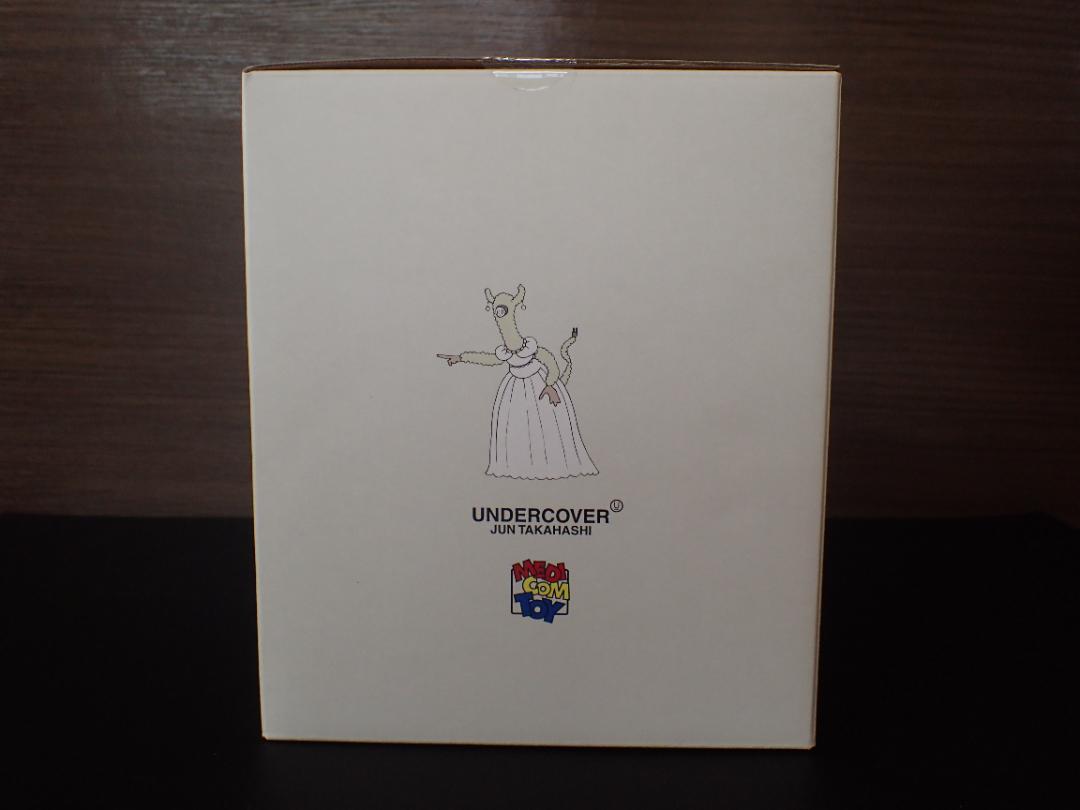 UNDERCOVER Ⓤ
JUN TAKAHASHI
MEDI
COM
TOY